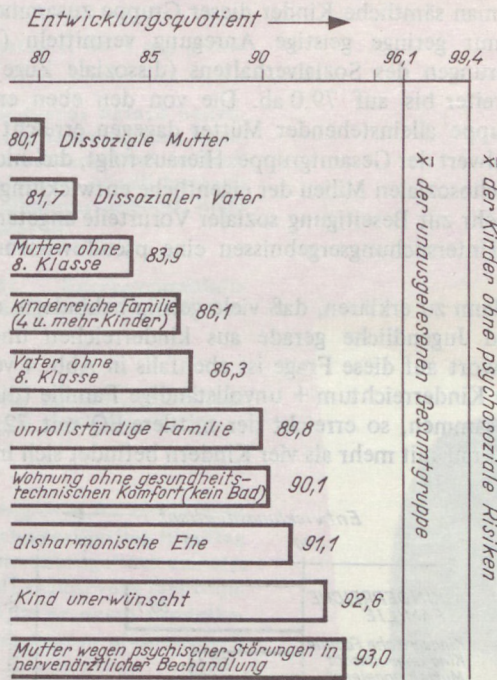 Entwicklungsquotient
80 85 90 96,1 99,4
80,1 Dissoziale Mutter
81,7 Dissozialer Vater
Mutter ohne
8. Klasse
83,9
Kinderreiche Familie
(4 u. mehr Kinder)
86,1
Vater ohne
8. Klasse
86,3
unvollständige Familie
89,8
Wohnung ohne gesundheits-
technischen Komfort (kein Bad)
90,1
disharmonische Ehe
91,1
Kind unerwünscht
92,6
Mutter wegen psychischer Störungen in
nervenärztlicher Bechandlung
93,0
x̄ der unausgelesenen Gesamtgruppe
x̄ der Kinder ohne psychosoziale Risiken